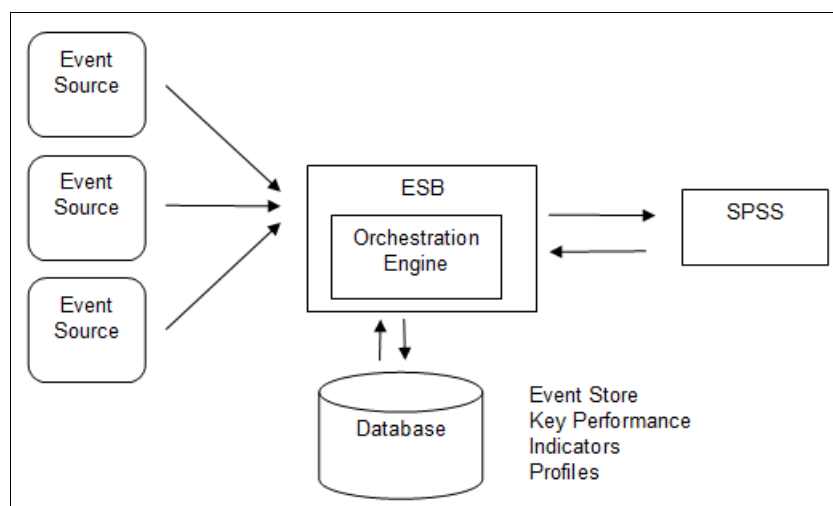 Event
Source
Event
Source
Event
Source
ESB
Orchestration
Engine
SPSS
Database
Event Store
Key Performance
Indicators
Profiles